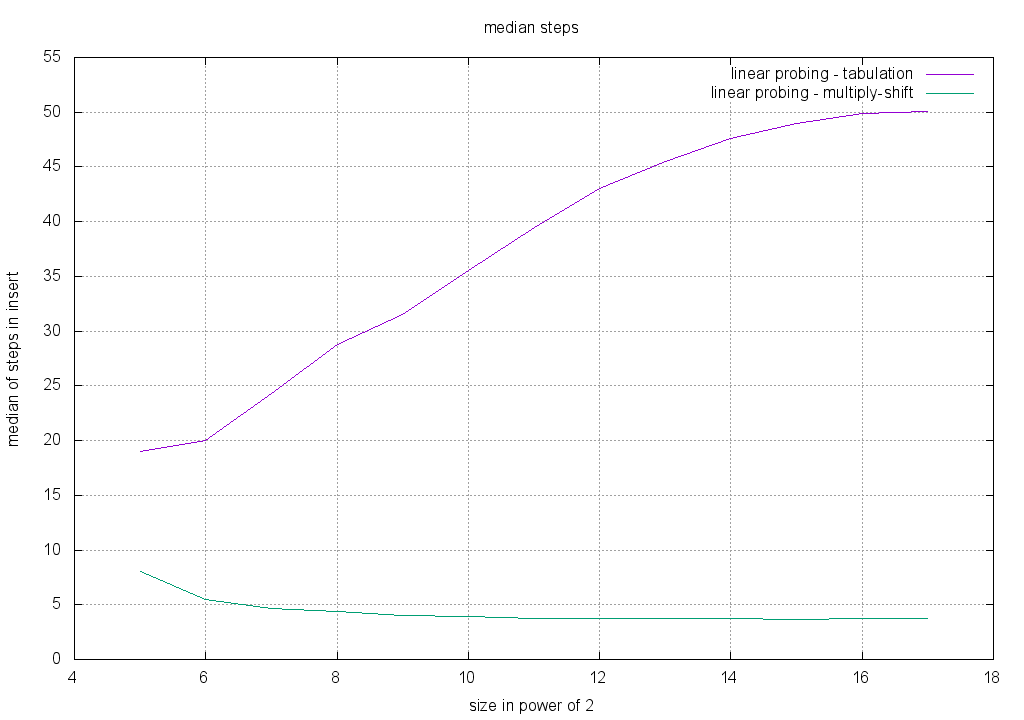 median steps
linear probing - tabulation
linear probing - multiply-shift
55
50
45
40
35
30
25
20
15
10
5
0
median of steps in insert
4 6 8 10 12 14 16 18
size in power of 2